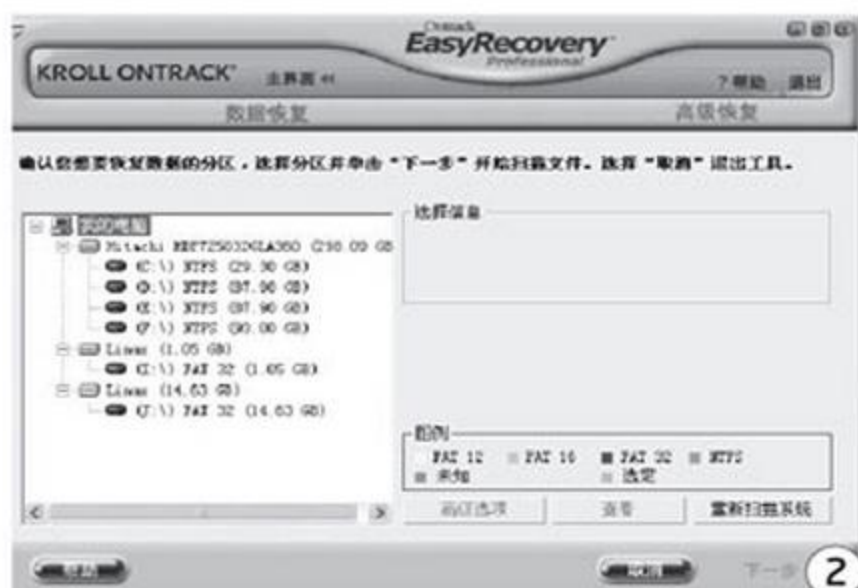 Ontrack
EasyRecovery
Professional
KROLL ONTRACK 主界面 <<
? 帮助 退出
数据恢复 高级恢复
确认您想要恢复数据的分区，选择分区并单击“下一步”开始扫描文件。选择“取消”退出工具。
我的电脑
选择信息
Hitachi
(C:\) NTFS (29.30 GB)
(D:\) NTFS (87.90 GB)
(E:\) NTFS (87.90 GB)
(F:\) NTFS (90.00 GB)
Linux (1.05 GB)
(I:\) FAT 32 (1.05 GB)
Linux (14.63 GB)
(J:\) FAT 32 (14.63 GB)
图例
FAT 12 FAT 16 FAT 32 NTFS
未知 选定
高级选项 查看 重新扫描系统
帮助 取消 下一步
2